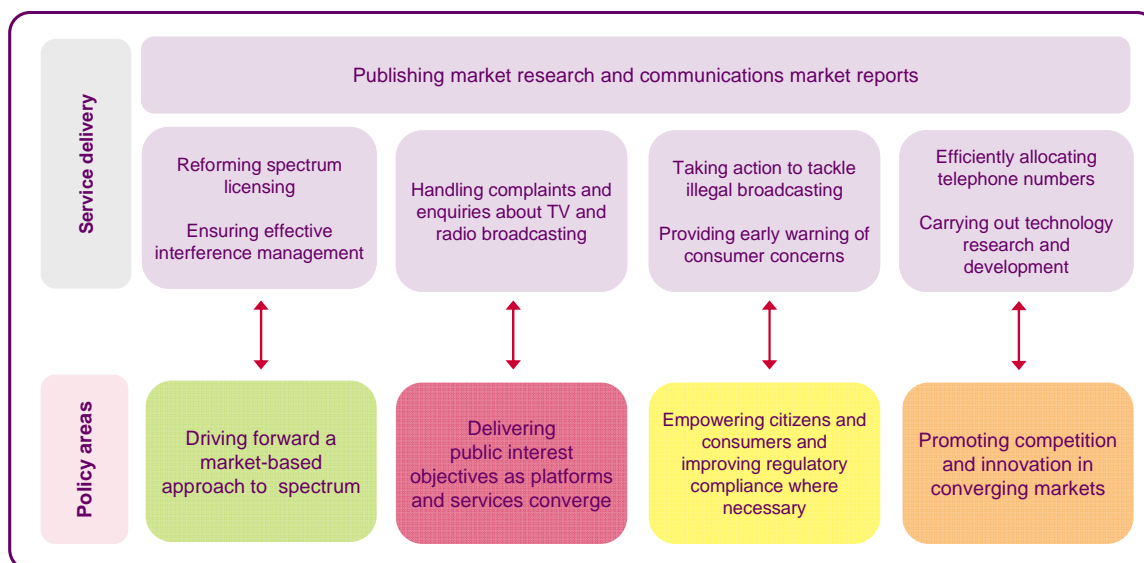 Service delivery
Publishing market research and communications market reports
Reforming spectrum
licensing
Ensuring effective
interference management
Handling complaints and
enquiries about TV and
radio broadcasting
Taking action to tackle
illegal broadcasting
Providing early warning of
consumer concerns
Efficiently allocating
telephone numbers
Carrying out technology
research and
development
Policy areas
Driving forward a
market-based
approach to spectrum
Delivering
public interest
objectives as platforms
and services converge
Empowering citizens and
consumers and
improving regulatory
compliance where
necessary
Promoting competition
and innovation in
converging markets